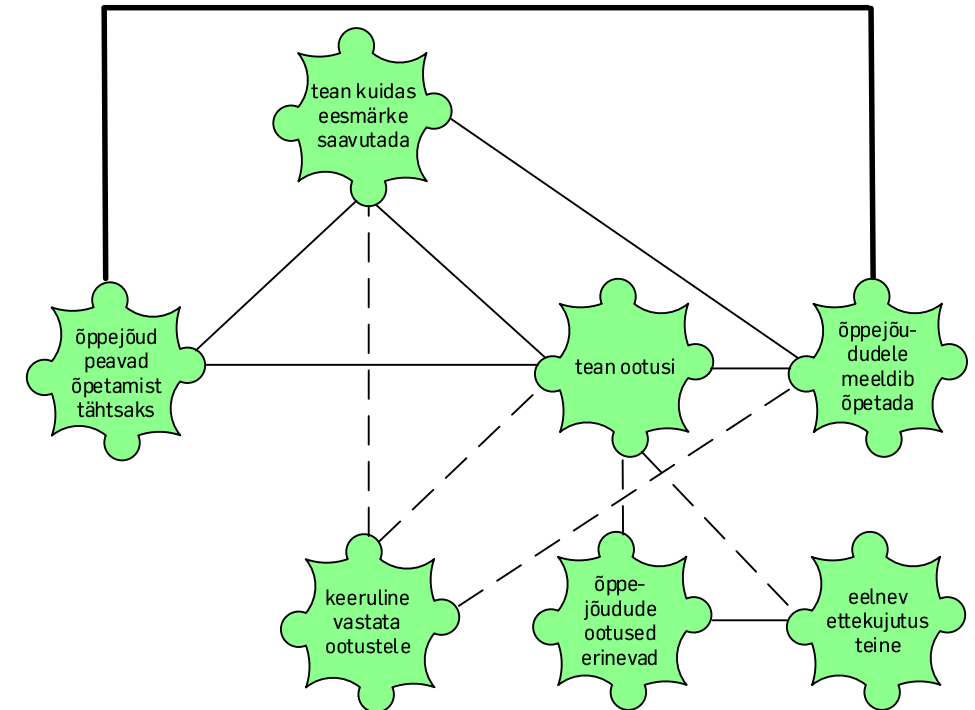 tean kuidas
eesmärke
saavutada
õppejõud
peavad
õpetamist
tähtsaks
tean ootusi
õppejõu-
dudele
meeldib
õpetada
keeruline
vastata
ootustele
õppe-
jõudude
ootused
erinevad
eelnev
ettekujutus
teine